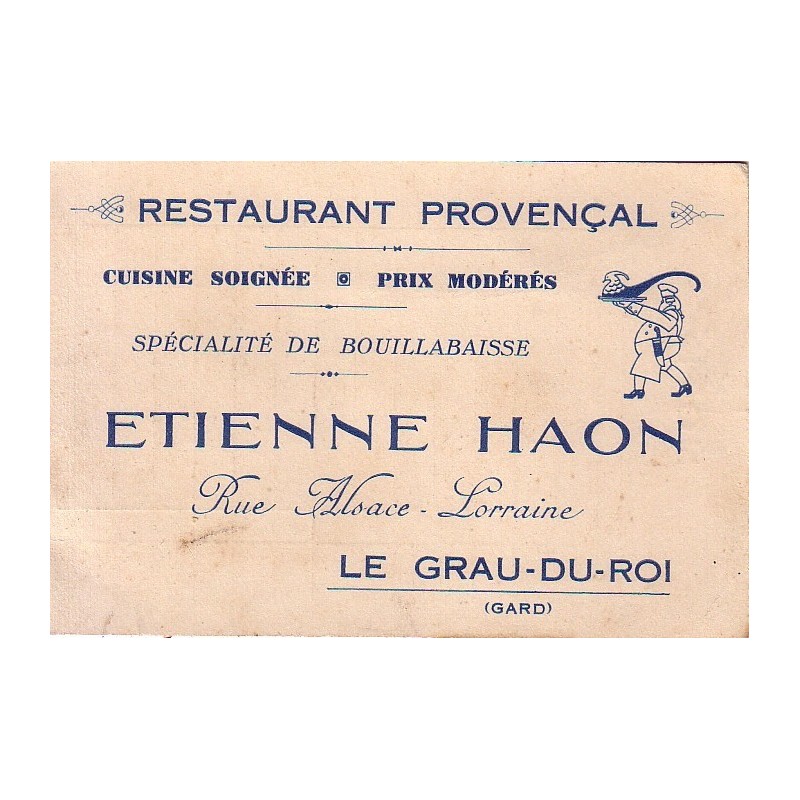 RESTAURANT PROVENÇAL
CUISINE SOIGNÉE PRIX MODÉRÉS
SPÉCIALITÉ DE BOUILLABAISSE
ETIENNE HAON
Rue Alsace - Lorraine
LE GRAU-DU-ROI
(GARD)